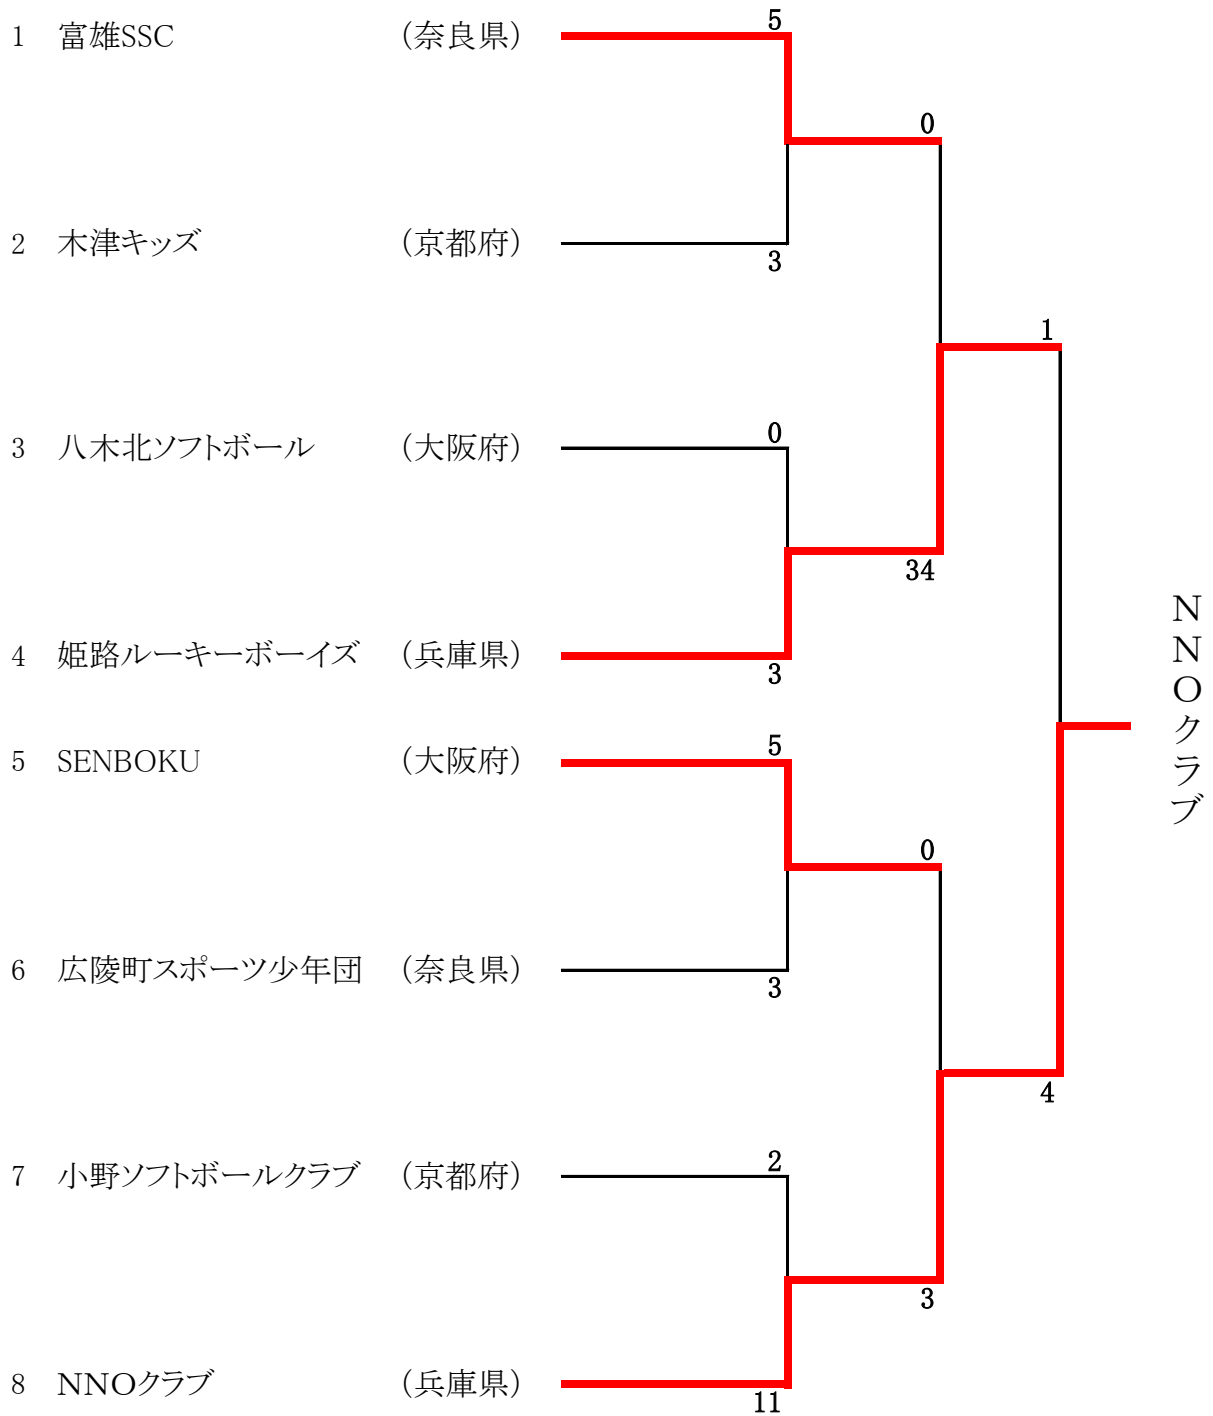 5
1 富雄SSC (奈良県)
0
2 木津キッズ (京都府)
3
1
0
3 八木北ソフトボール (大阪府)
34
NNOクラブ
4 姫路ルーキーボーイズ (兵庫県)
3
5
5 SENBOKU (大阪府)
0
6 広陵町スポーツ少年団 (奈良県)
3
4
2
7 小野ソフトボールクラブ (京都府)
3
8 NNOクラブ (兵庫県)
11